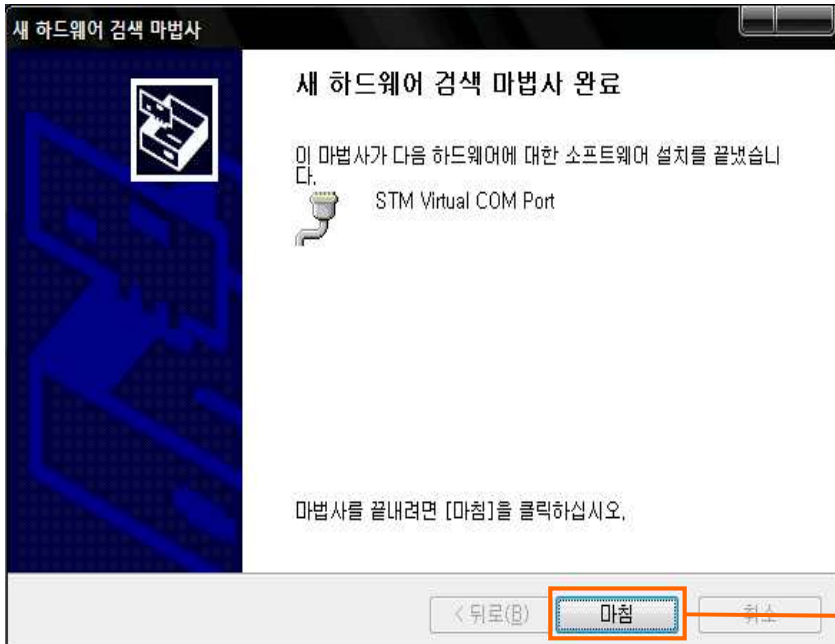 새 하드웨어 검색 마법사
새 하드웨어 검색 마법사 완료
이 마법사가 다음 하드웨어에 대한 소프트웨어 설치를 끝냈습니
다.
STM Virtual COM Port
마법사를 끝내려면 [마침]을 클릭하십시오.
< 뒤로(B)
마침
취소